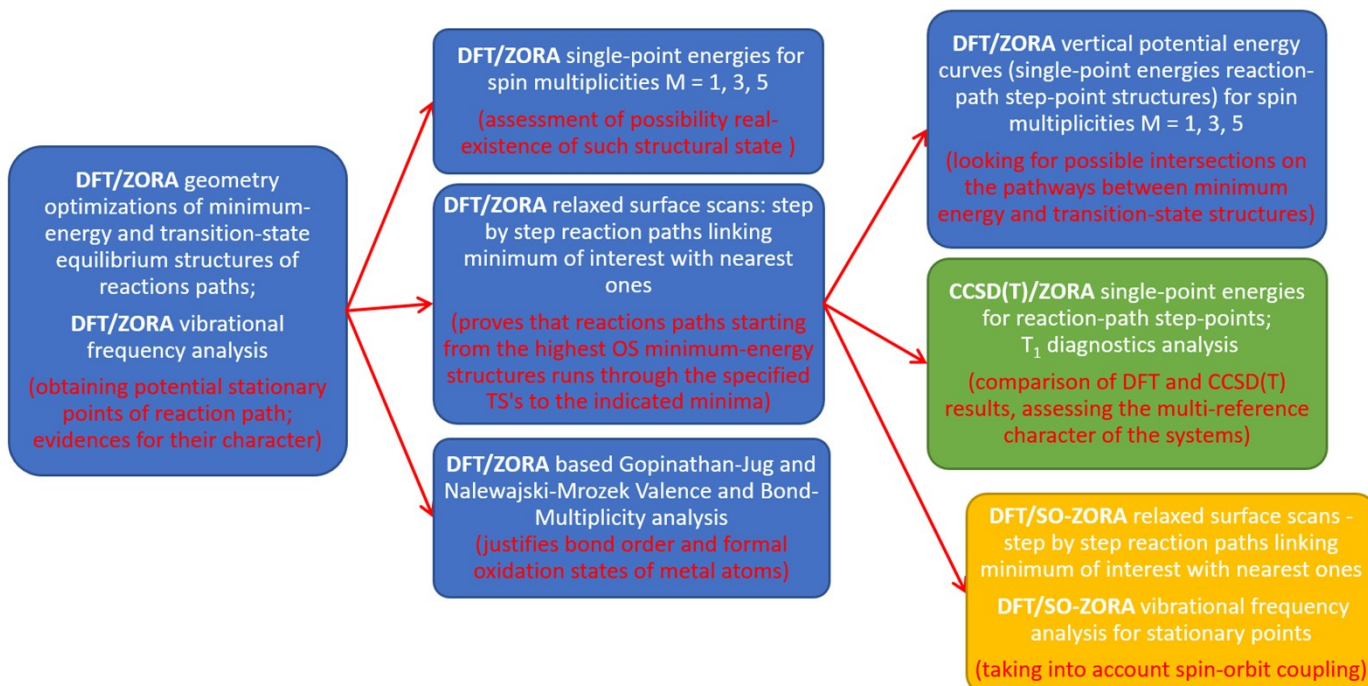 DFT/ZORA geometry
optimizations of minimum-
energy and transition-state
equilibrium structures of
reactions paths;
DFT/ZORA vibrational
frequency analysis
(obtaining potential stationary
points of reaction path;
evidences for their character)
DFT/ZORA single-point energies for
spin multiplicities M = 1, 3, 5
(assessment of possibility real-
existence of such structural state )
DFT/ZORA relaxed surface scans: step
by step reaction paths linking
minimum of interest with nearest
ones
(proves that reactions paths starting
from the highest OS minimum-energy
structures runs through the specified
TS's to the indicated minima)
DFT/ZORA based Gopinathan-Jug and
Nalewajski-Mrozek Valence and Bond-
Multiplicity analysis
(justifies bond order and formal
oxidation states of metal atoms)
DFT/ZORA vertical potential energy
curves (single-point energies reaction-
path step-point structures) for spin
multiplicities M = 1, 3, 5
(looking for possible intersections on
the pathways between minimum
energy and transition-state structures)
CCSD(T)/ZORA single-point energies
for reaction-path step-points;
T₁ diagnostics analysis
(comparison of DFT and CCSD(T)
results, assessing the multi-reference
character of the systems)
DFT/SO-ZORA relaxed surface scans -
step by step reaction paths linking
minimum of interest with nearest ones
DFT/SO-ZORA vibrational frequency
analysis for stationary points
(taking into account spin-orbit coupling)